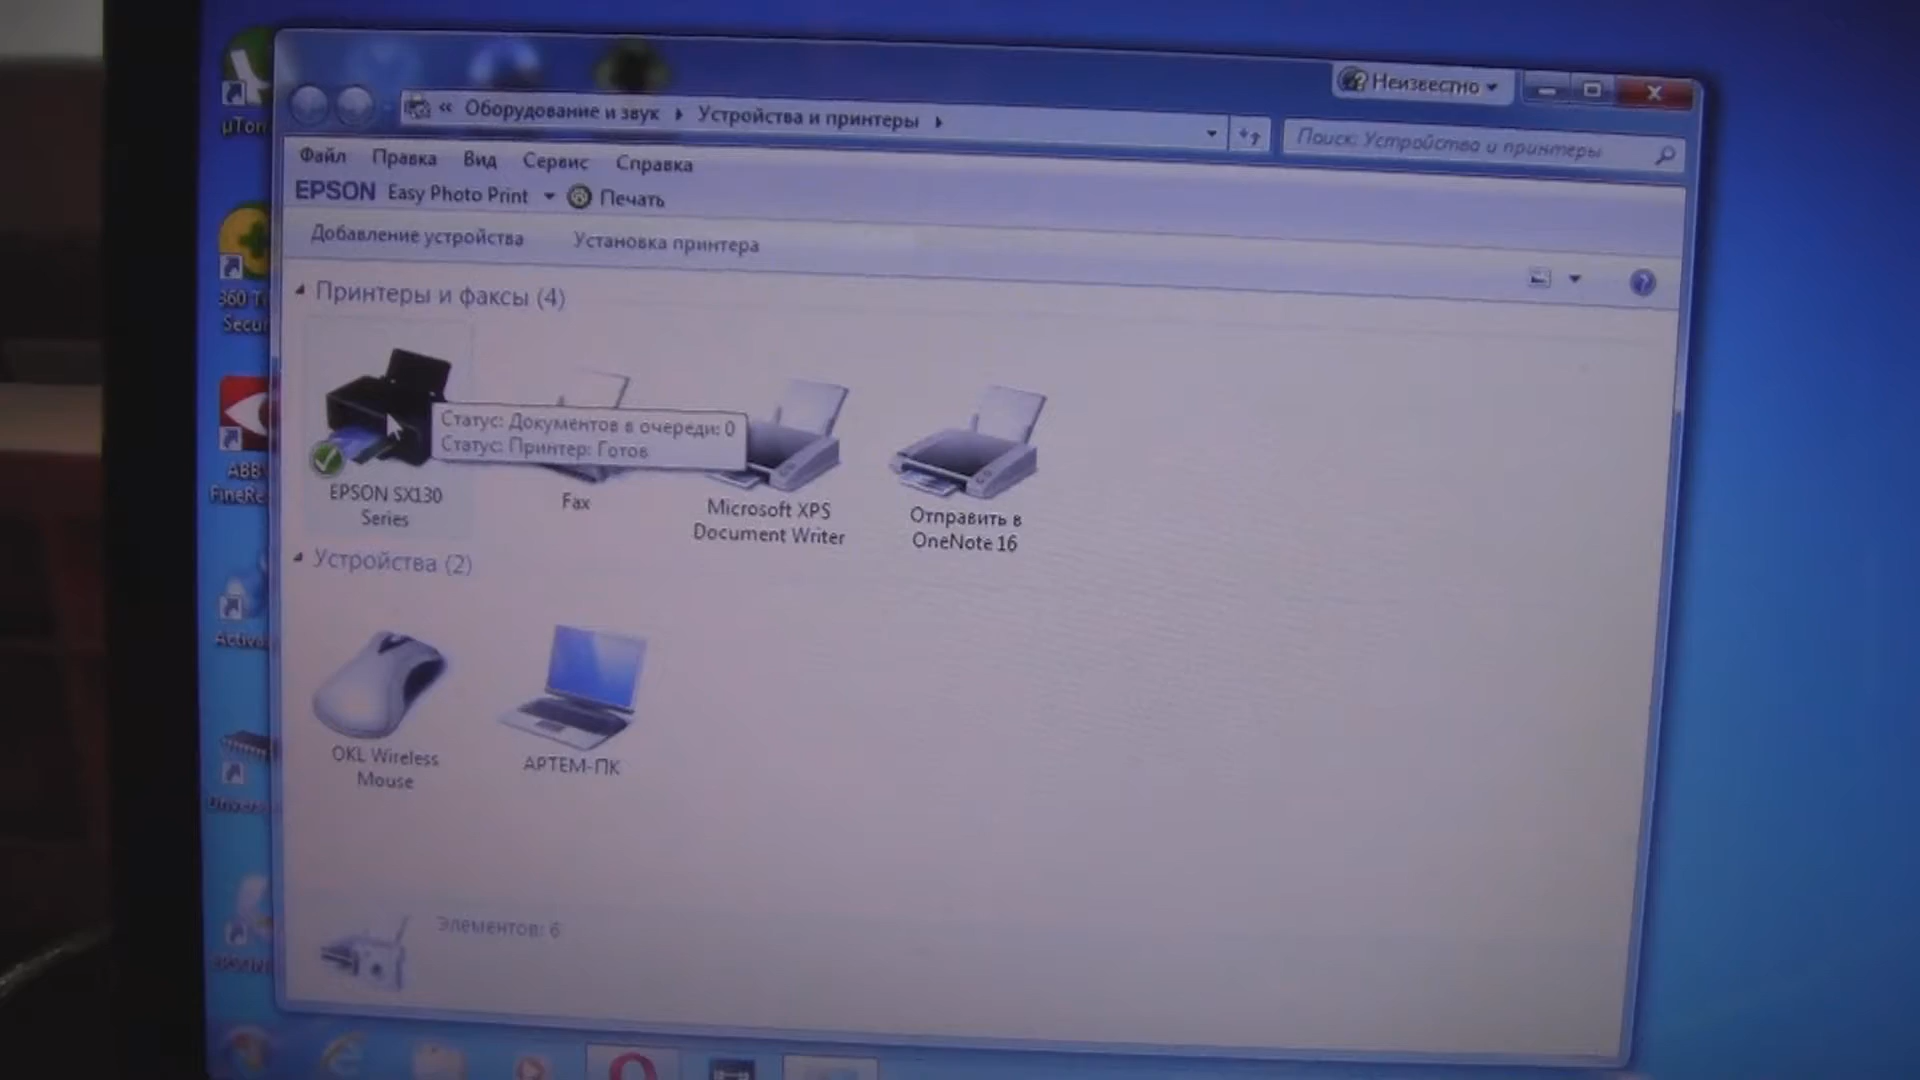 Неизвестно
« Оборудование и звук ▸ Устройства и принтеры ▸
Поиск: Устройства и принтеры
Файл Правка Вид Сервис Справка
EPSON Easy Photo Print Печать
Добавление устройства Установка принтера
Принтеры и факсы (4)
Статус: Документов в очереди: 0
Статус: Принтер: Готов
EPSON SX130
Series
Fax
Microsoft XPS
Document Writer
Отправить в
OneNote 16
Устройства (2)
OKL Wireless
Mouse
АРТЕМ-ПК
Элементов: 6
µTor
360 T
Secur
ABB
FineRe